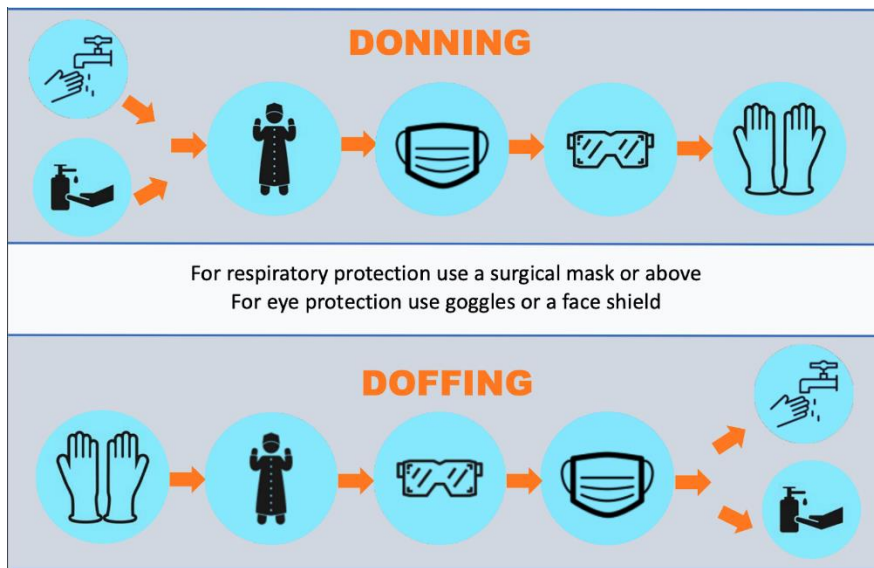 DONNING
For respiratory protection use a surgical mask or above
For eye protection use goggles or a face shield
DOFFING